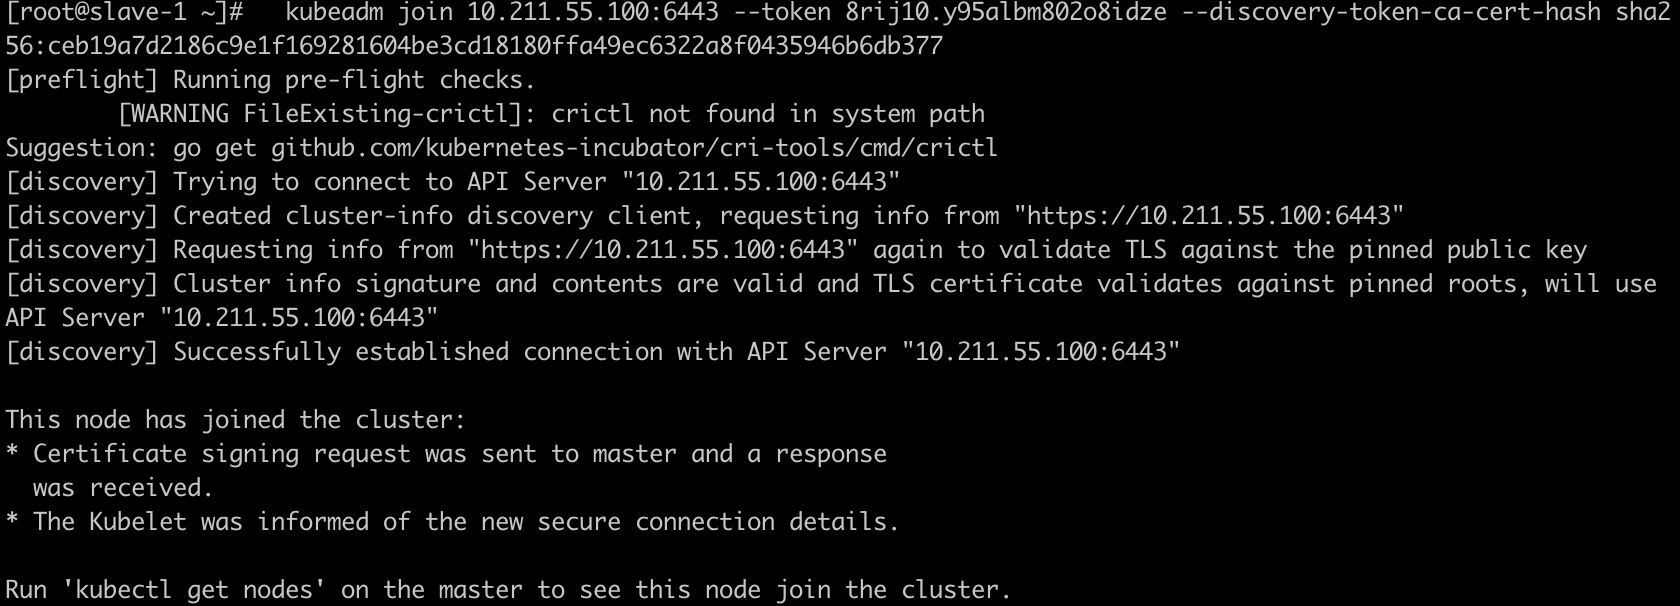 [root@slave-1 ~]#   kubeadm join 10.211.55.100:6443 --token 8rij10.y95albm802o8idze --discovery-token-ca-cert-hash sha2
56:ceb19a7d2186c9e1f169281604be3cd18180ffa49ec6322a8f0435946b6db377
[preflight] Running pre-flight checks.
        [WARNING FileExisting-crictl]: crictl not found in system path
Suggestion: go get github.com/kubernetes-incubator/cri-tools/cmd/crictl
[discovery] Trying to connect to API Server "10.211.55.100:6443"
[discovery] Created cluster-info discovery client, requesting info from "https://10.211.55.100:6443"
[discovery] Requesting info from "https://10.211.55.100:6443" again to validate TLS against the pinned public key
[discovery] Cluster info signature and contents are valid and TLS certificate validates against pinned roots, will use
API Server "10.211.55.100:6443"
[discovery] Successfully established connection with API Server "10.211.55.100:6443"

This node has joined the cluster:
* Certificate signing request was sent to master and a response
  was received.
* The Kubelet was informed of the new secure connection details.

Run 'kubectl get nodes' on the master to see this node join the cluster.